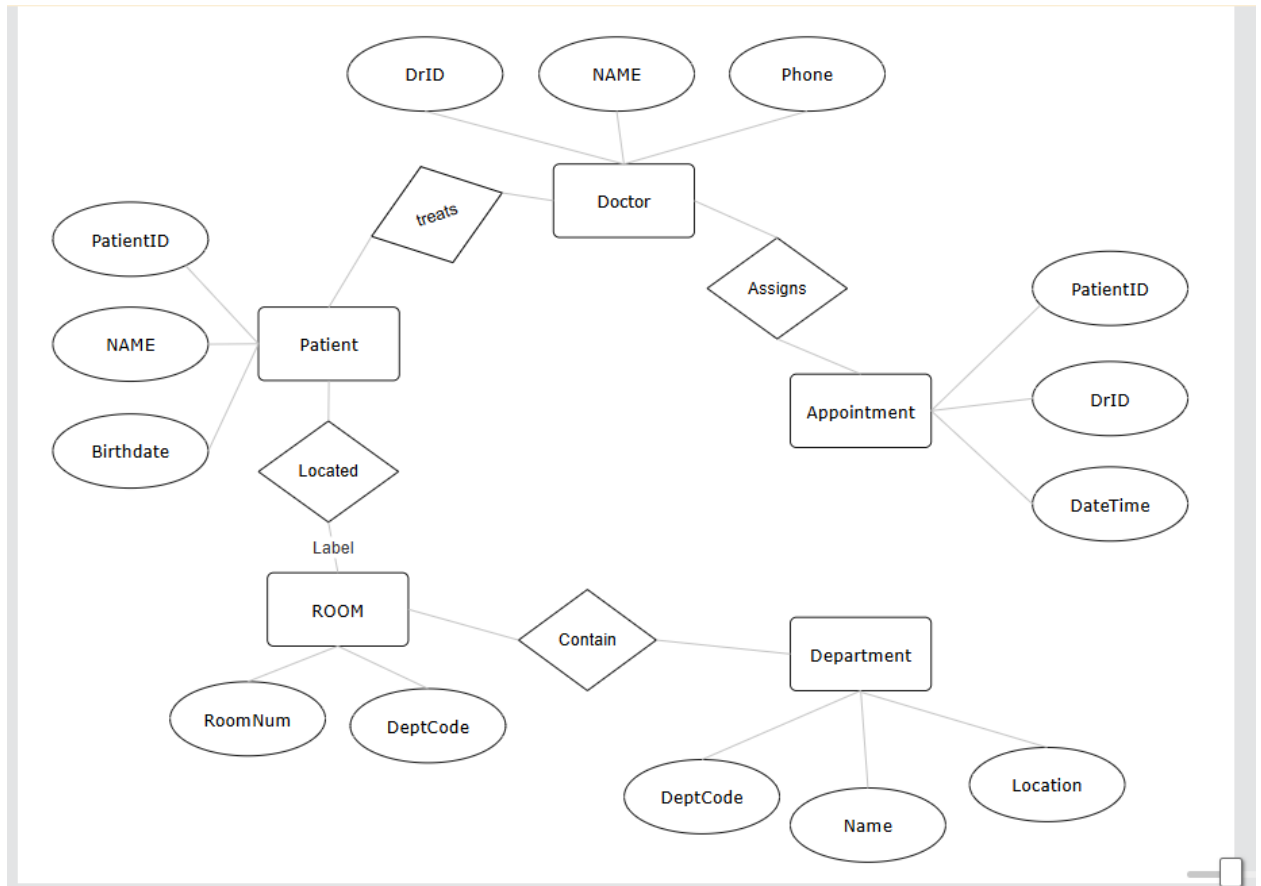 DrID
NAME
Phone
treats
Doctor
PatientID
NAME
Birthdate
Patient
Assigns
PatientID
DrID
DateTime
Appointment
Located
Label
ROOM
Contain
Department
RoomNum
DeptCode
DeptCode
Name
Location